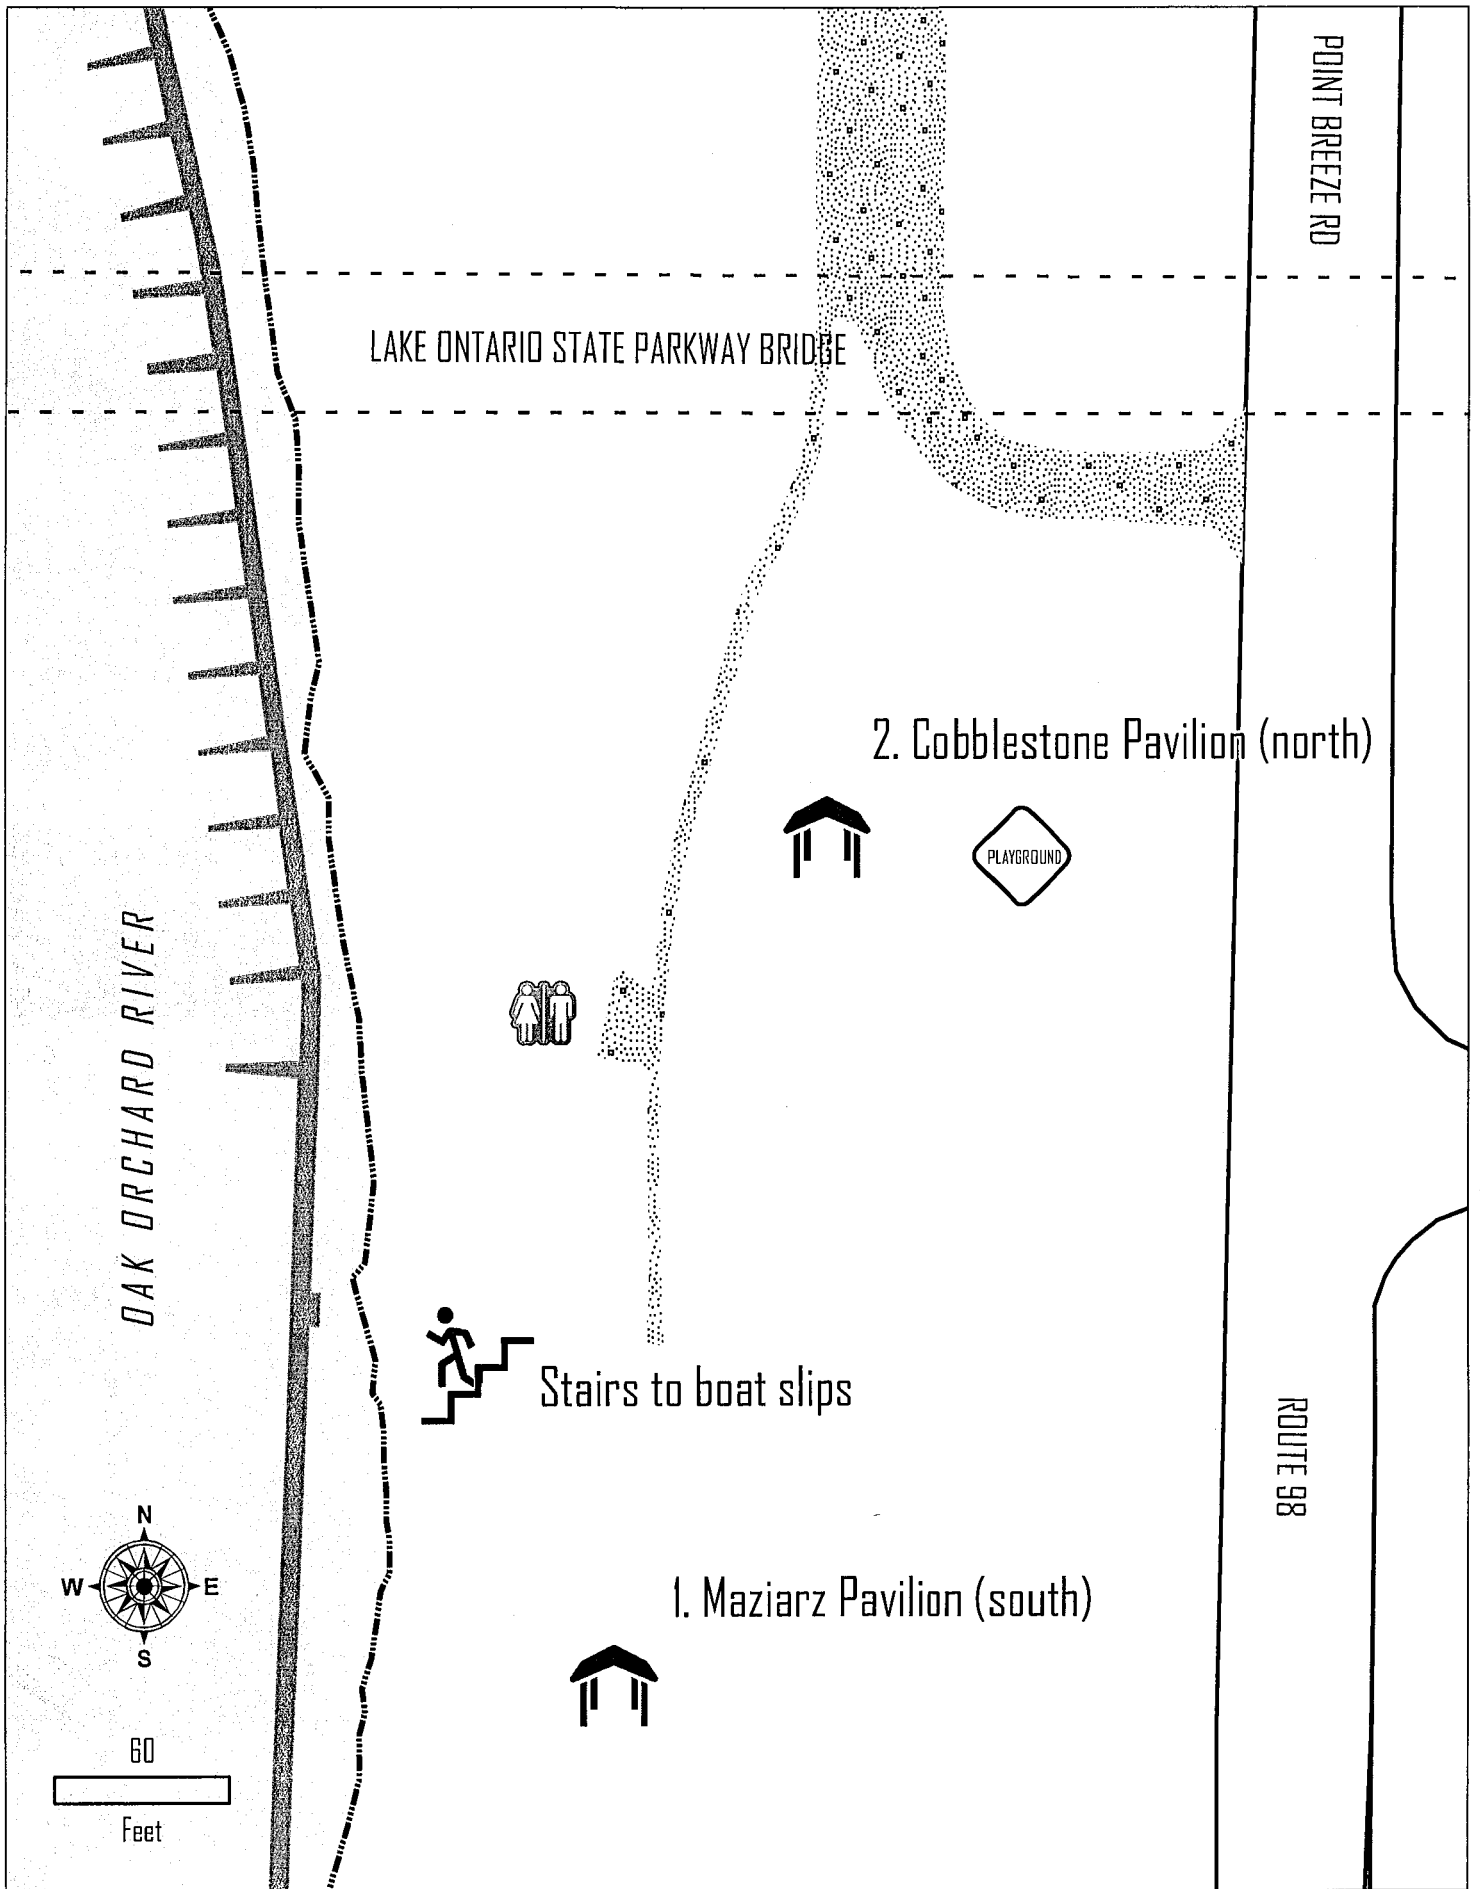 POINT BREEZE RD
LAKE ONTARIO STATE PARKWAY BRIDGE
2. Cobblestone Pavilion (north)
PLAYGROUND
OAK ORCHARD RIVER
Stairs to boat slips
ROUTE 98
N
W E
S
1. Maziarz Pavilion (south)
60
Feet